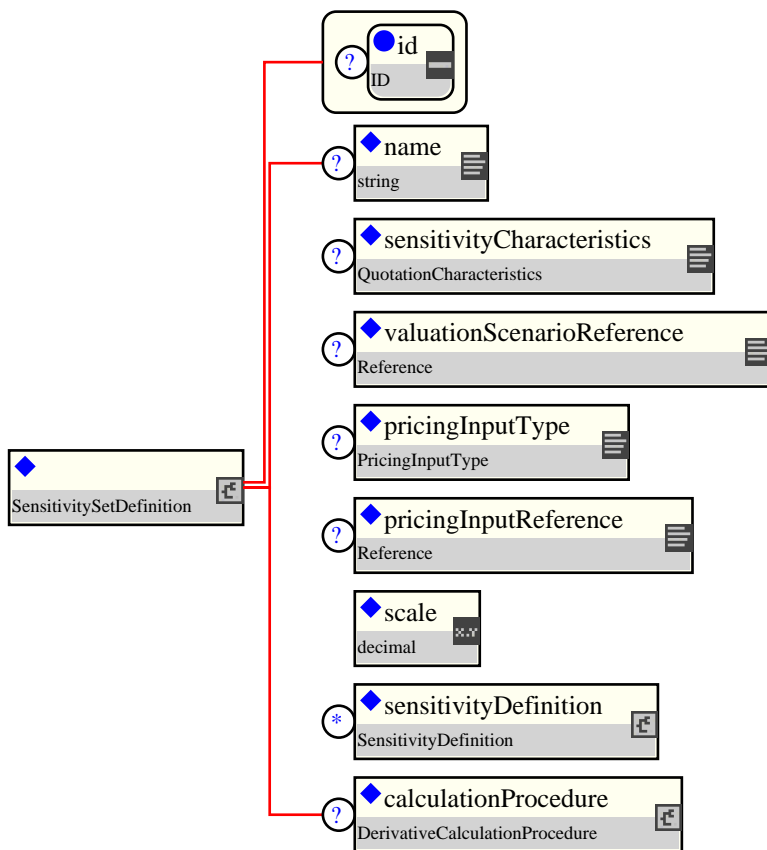 id
?
ID
name
?
string
sensitivityCharacteristics
?
QuotationCharacteristics
valuationScenarioReference
?
Reference
pricingInputType
?
PricingInputType
SensitivitySetDefinition
pricingInputReference
?
Reference
scale
x.y
decimal
sensitivityDefinition
*
SensitivityDefinition
calculationProcedure
?
DerivativeCalculationProcedure